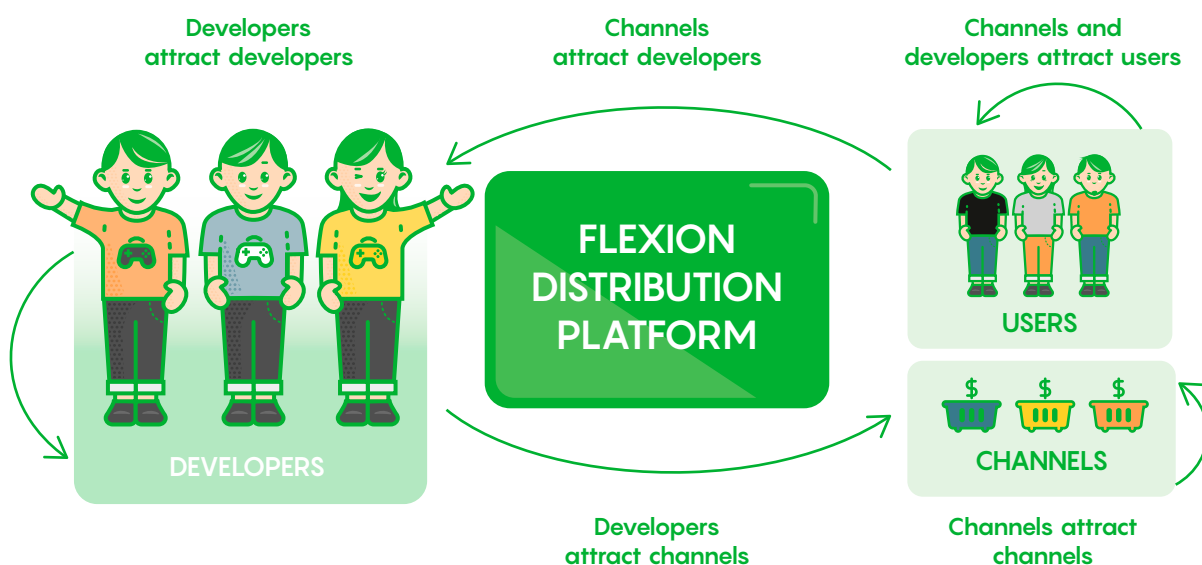 Developers
attract developers
Channels
attract developers
Channels and
developers attract users
FLEXION
DISTRIBUTION
PLATFORM
USERS
$ $ $
CHANNELS
DEVELOPERS
Developers
attract channels
Channels attract
channels